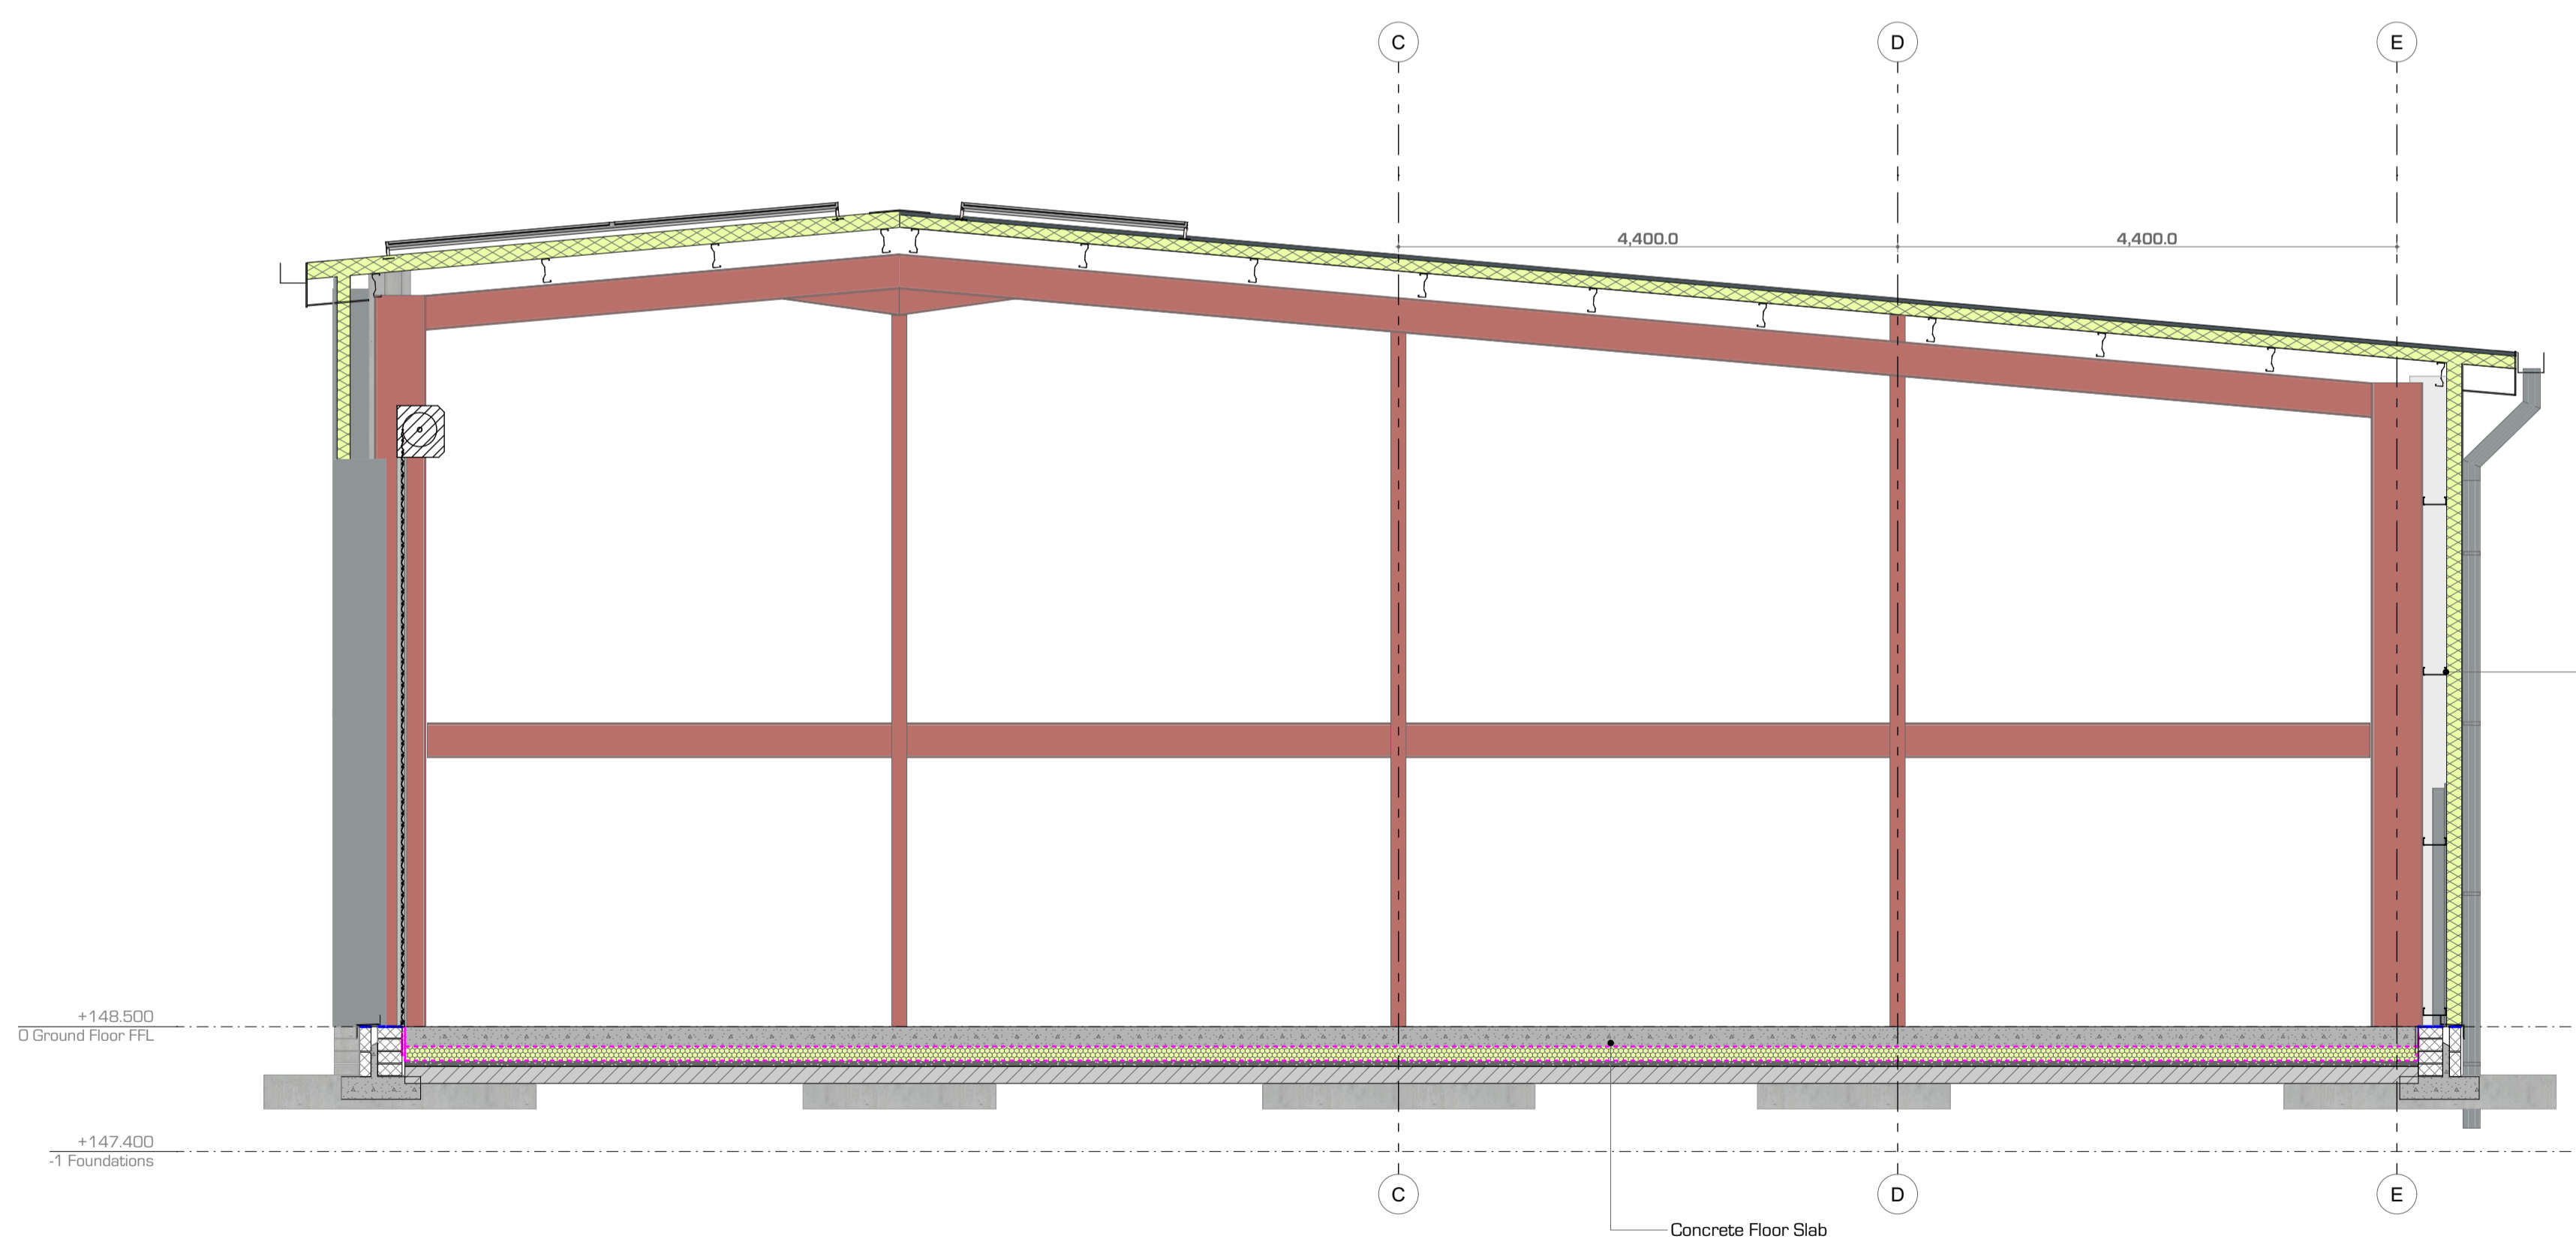 C
D
E
4,400.0
4,400.0
+148.500
0 Ground Floor FFL
+147.400
-1 Foundations
C
D
E
Concrete Floor Slab